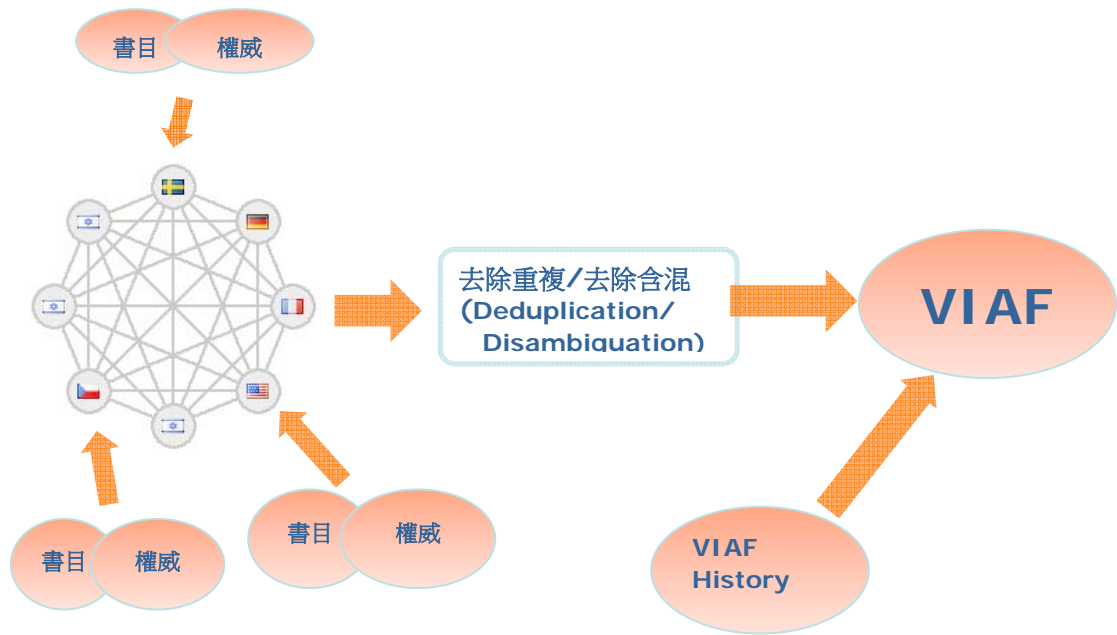 書目 權威
去除重複/去除含混
(Deduplication/
Disambiguation)
VIAF
書目 權威
書目 權威
VIAF
History